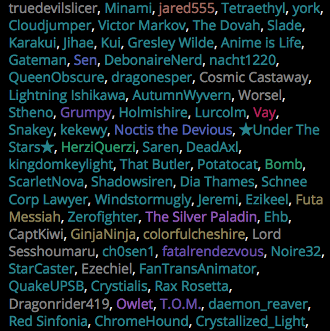 truedevilslicer, Minami, jared555, Tetraethyl, york,
Cloudjumper, Victor Markov, The Dovah, Slade,
Karakui, Jihae, Kui, Gresley Wilde, Anime is Life,
Gateman, Sen, DebonaireNerd, nacht1220,
QueenObscure, dragonesper, Cosmic Castaway,
Lightning Ishikawa, AutumnWyvern, Worsel,
Stheno, Grumpy, Holmishire, Lurcolm, Vay,
Snakey, kekewy, Noctis the Devious, ★Under The
Stars★, HerziQuerzi, Saren, DeadAxl,
kingdomkeylight, That Butler, Potatocat, Bomb,
ScarletNova, Shadowsiren, Dia Thames, Schnee
Corp Lawyer, Windstormugly, Jeremi, Ezikeel, Futa
Messiah, Zerofighter, The Silver Paladin, Ehb,
CaptKiwi, GinjaNinja, colorfulcheshire, Lord
Sesshoumaru, ch0sen1, fatalrendezvous, Noire32,
StarCaster, Ezechiel, FanTransAnimator,
QuakeUPSB, Crystialis, Rax Rosetta,
Dragonrider419, Owlet, T.O.M., daemon_reaver,
Red Sinfonia, ChromeHound, Crystallized_Light,